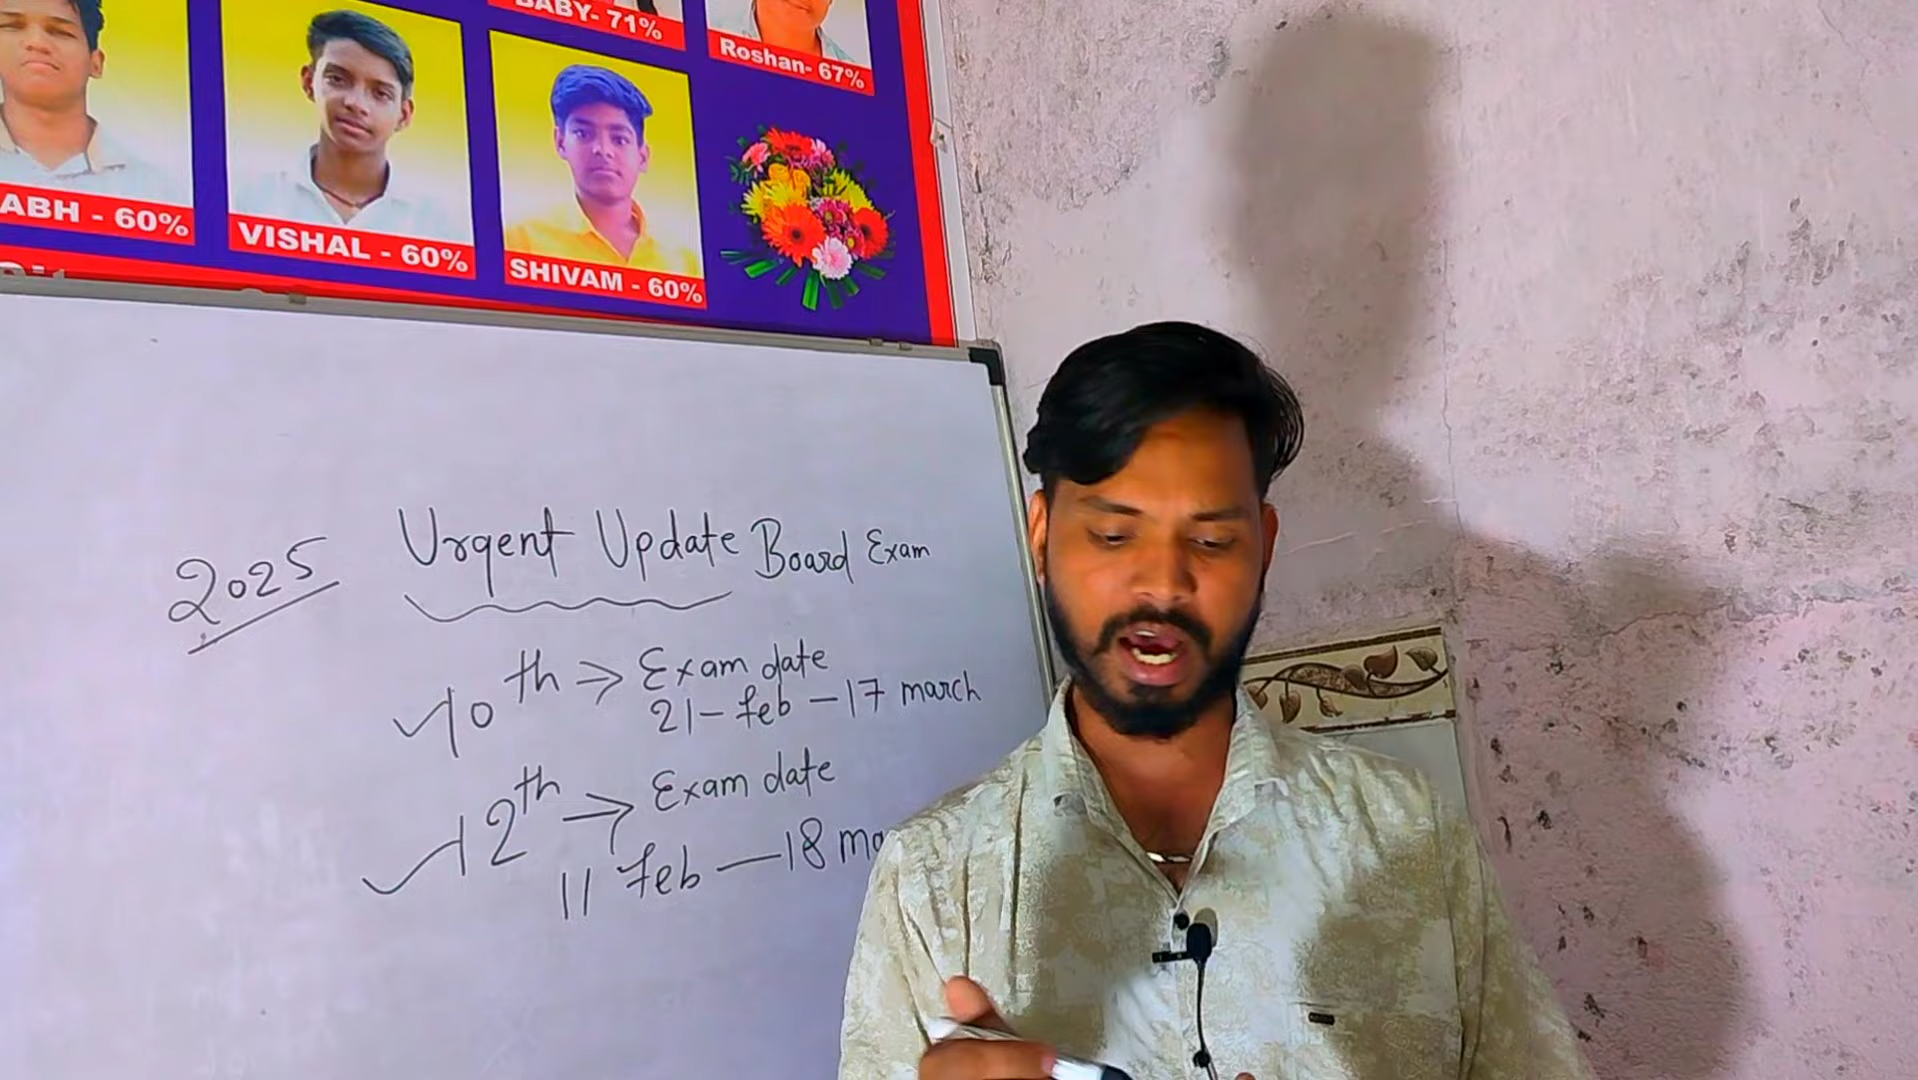 BABY- 71%
Roshan- 67%
ABH - 60%
VISHAL - 60%
SHIVAM - 60%
2025
Urgent Update Board Exam
10th → Exam date
21 - feb - 17 march
12th → Exam date
11 feb — 18 ma